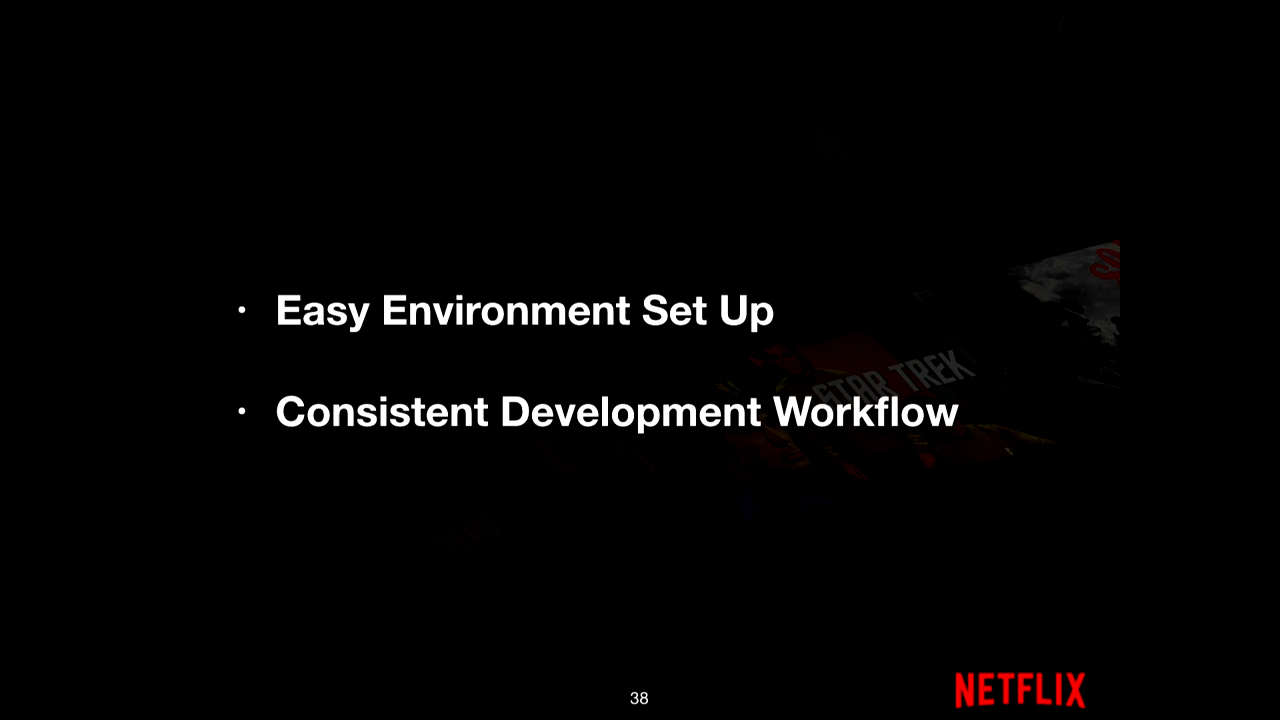 • Easy Environment Set Up
STAR TREK
• Consistent Development Workflow
38
NETFLIX